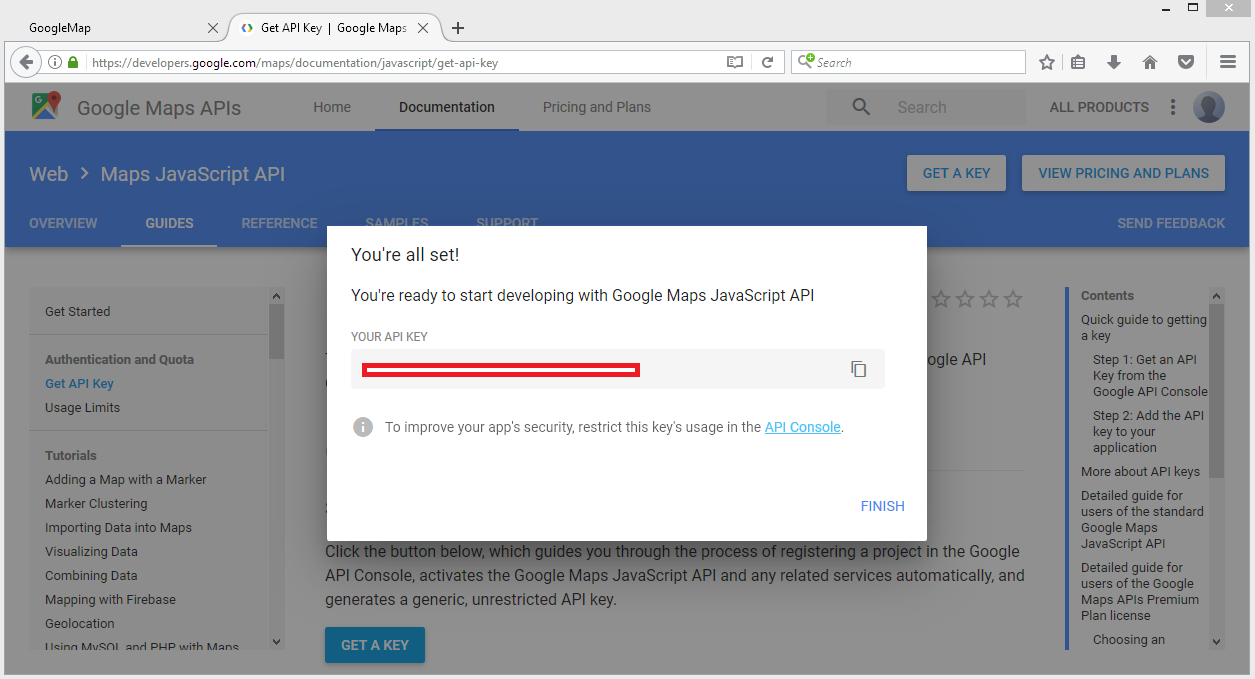 GoogleMap
Get API Key | Google Maps
https://developers.google.com/maps/documentation/javascript/get-api-key
Search
Google Maps APIs
Home
Documentation
Pricing and Plans
Search
ALL PRODUCTS
Web
Maps JavaScript API
GET A KEY
VIEW PRICING AND PLANS
OVERVIEW
GUIDES
REFERENCE
SAMPLES
SUPPORT
SEND FEEDBACK
Get Started
Authentication and Quota
Get API Key
Usage Limits
Tutorials
Adding a Map with a Marker
Marker Clustering
Importing Data into Maps
Visualizing Data
Combining Data
Mapping with Firebase
Geolocation
Using MySQL and PHP with Maps
You're all set!
You're ready to start developing with Google Maps JavaScript API
YOUR API KEY
To improve your app's security, restrict this key's usage in the API Console.
FINISH
ogle API
Click the button below, which guides you through the process of registering a project in the Google
API Console, activates the Google Maps JavaScript API and any related services automatically, and
generates a generic, unrestricted API key.
GET A KEY
Contents
Quick guide to getting
a key
Step 1: Get an API
Key from the
Google API Console
Step 2: Add the API
key to your
application
More about API keys
Detailed guide for
users of the standard
Google Maps
JavaScript API
Detailed guide for
users of the Google
Maps APIs Premium
Plan license
Choosing an